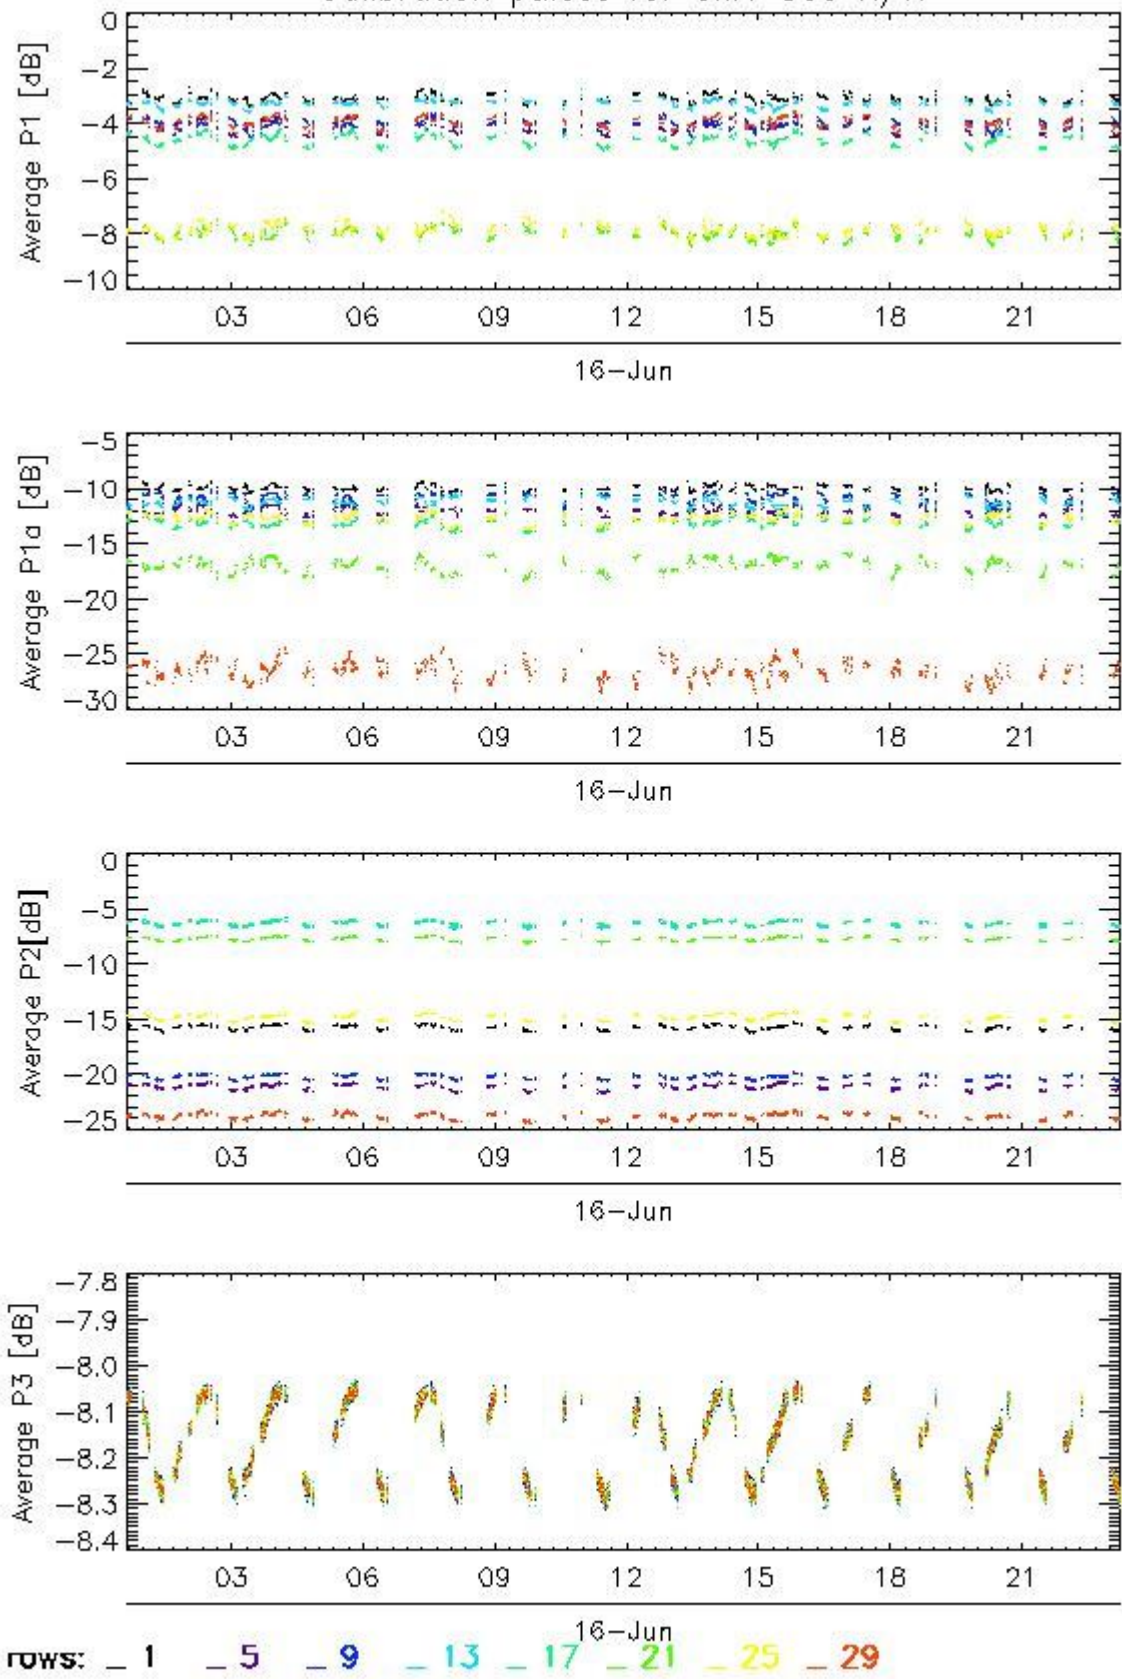 0
-2
-4
-6
-8
-10
Average P1 [dB]
03 06 09 12 15 18 21
16-Jun
-5
-10
-15
-20
-25
-30
Average P1a [dB]
03 06 09 12 15 18 21
16-Jun
0
-5
-10
-15
-20
-25
Average P2[dB]
03 06 09 12 15 18 21
16-Jun
-7.8
-7.9
-8.0
-8.1
-8.2
-8.3
-8.4
Average P3 [dB]
03 06 09 12 15 18 21
16-Jun
rows: _ 1 _ 5 _ 9 _ 13 _ 17 _ 21 _ 25 _ 29